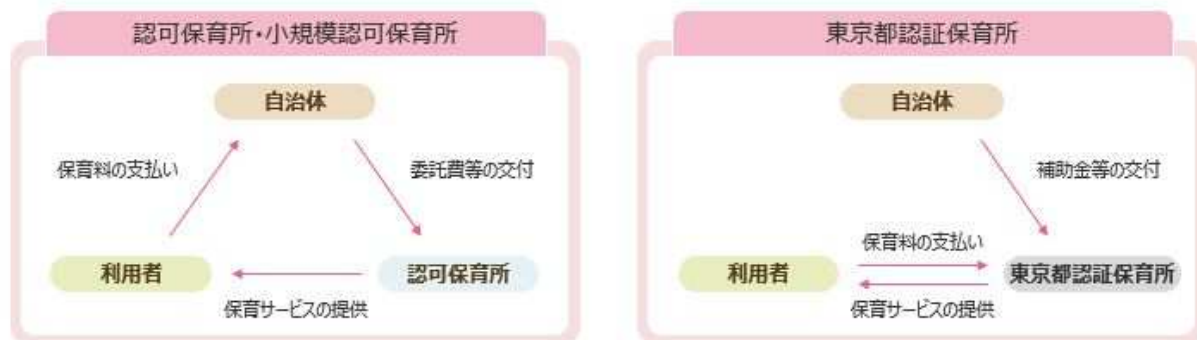 認可保育所・小規模認可保育所
自治体
保育料の支払い
委託費等の交付
利用者
認可保育所
保育サービスの提供
東京都認証保育所
自治体
補助金等の交付
保育料の支払い
利用者
東京都認証保育所
保育サービスの提供